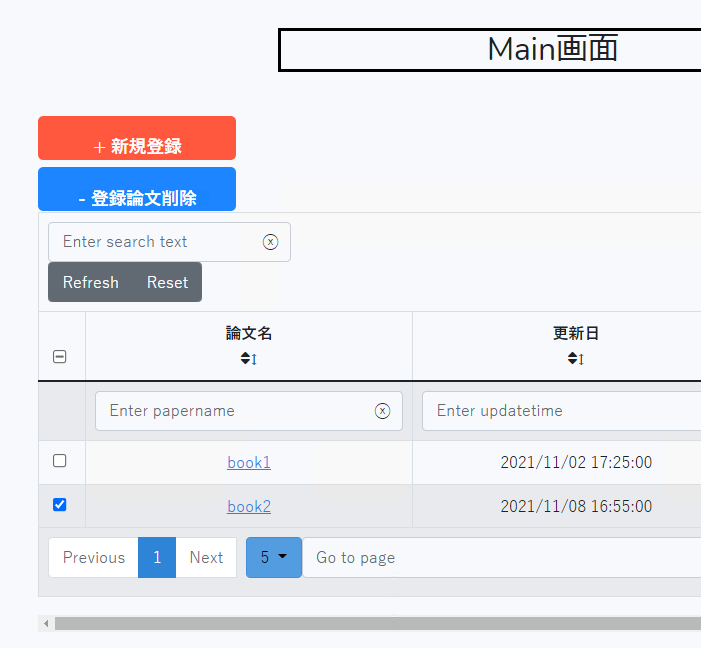 Main画面
+ 新規登録
- 登録論文削除
Enter search text
Refresh Reset
論文名 更新日
Enter papername Enter updatetime
book1 2021/11/02 17:25:00
book2 2021/11/08 16:55:00
Previous 1 Next 5 Go to page